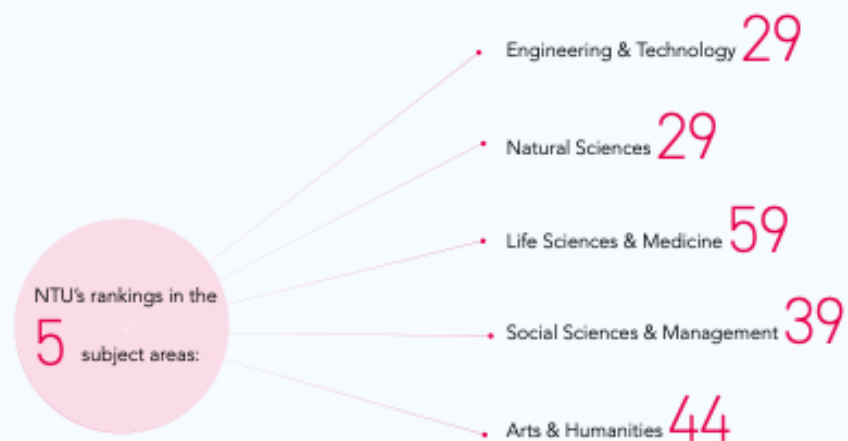 Engineering & Technology 29
Natural Sciences 29
Life Sciences & Medicine 59
NTU's rankings in the
5 subject areas:
Social Sciences & Management 39
Arts & Humanities 44